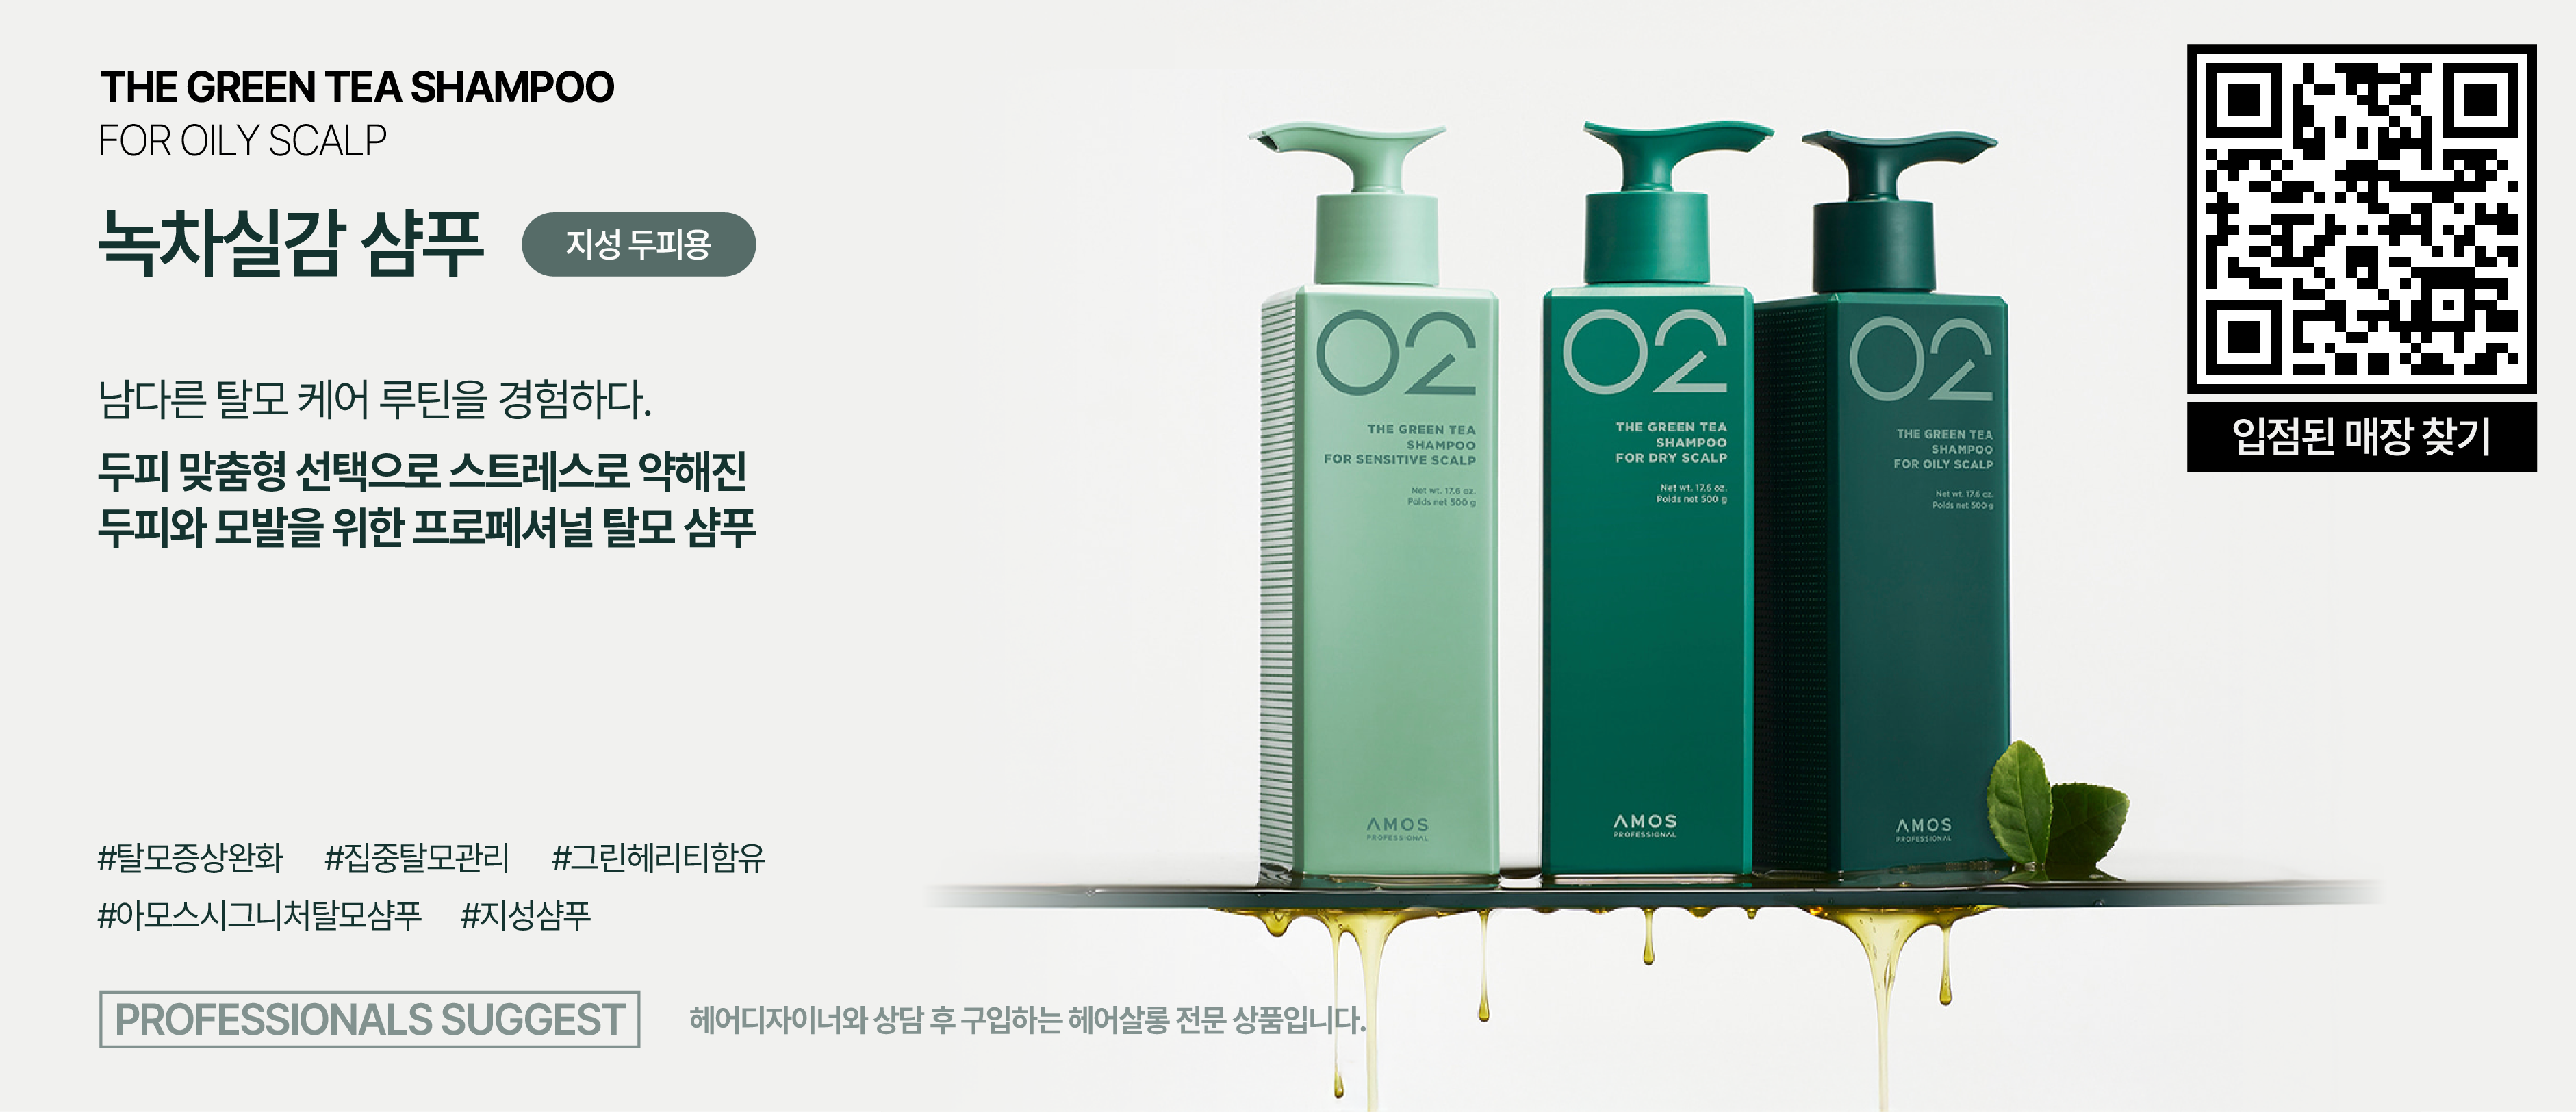 THE GREEN TEA SHAMPOO
FOR OILY SCALP
녹차실감 샴푸
지성 두피용
남다른 탈모 케어 루틴을 경험하다.
두피 맞춤형 선택으로 스트레스로 약해진
두피와 모발을 위한 프로페셔널 탈모 샴푸
#탈모증상완화 #집중탈모관리 #그린헤리티함유
#아모스시그니처탈모샴푸 #지성샴푸
PROFESSIONALS SUGGEST
헤어디자이너와 상담 후 구입하는 헤어살롱 전문 상품입니다.
02
THE GREEN TEA
SHAMPOO
FOR SENSITIVE SCALP
Net wt. 17.6 oz.
Poids net 500 g
AMOS
PROFESSIONAL
02
THE GREEN TEA
SHAMPOO
FOR DRY SCALP
Net wt. 17.6 oz.
Poids net 500 g
AMOS
PROFESSIONAL
02
THE GREEN TEA
SHAMPOO
FOR OILY SCALP
Net wt. 17.6 oz.
Poids net 500 g
AMOS
PROFESSIONAL
입점된 매장 찾기